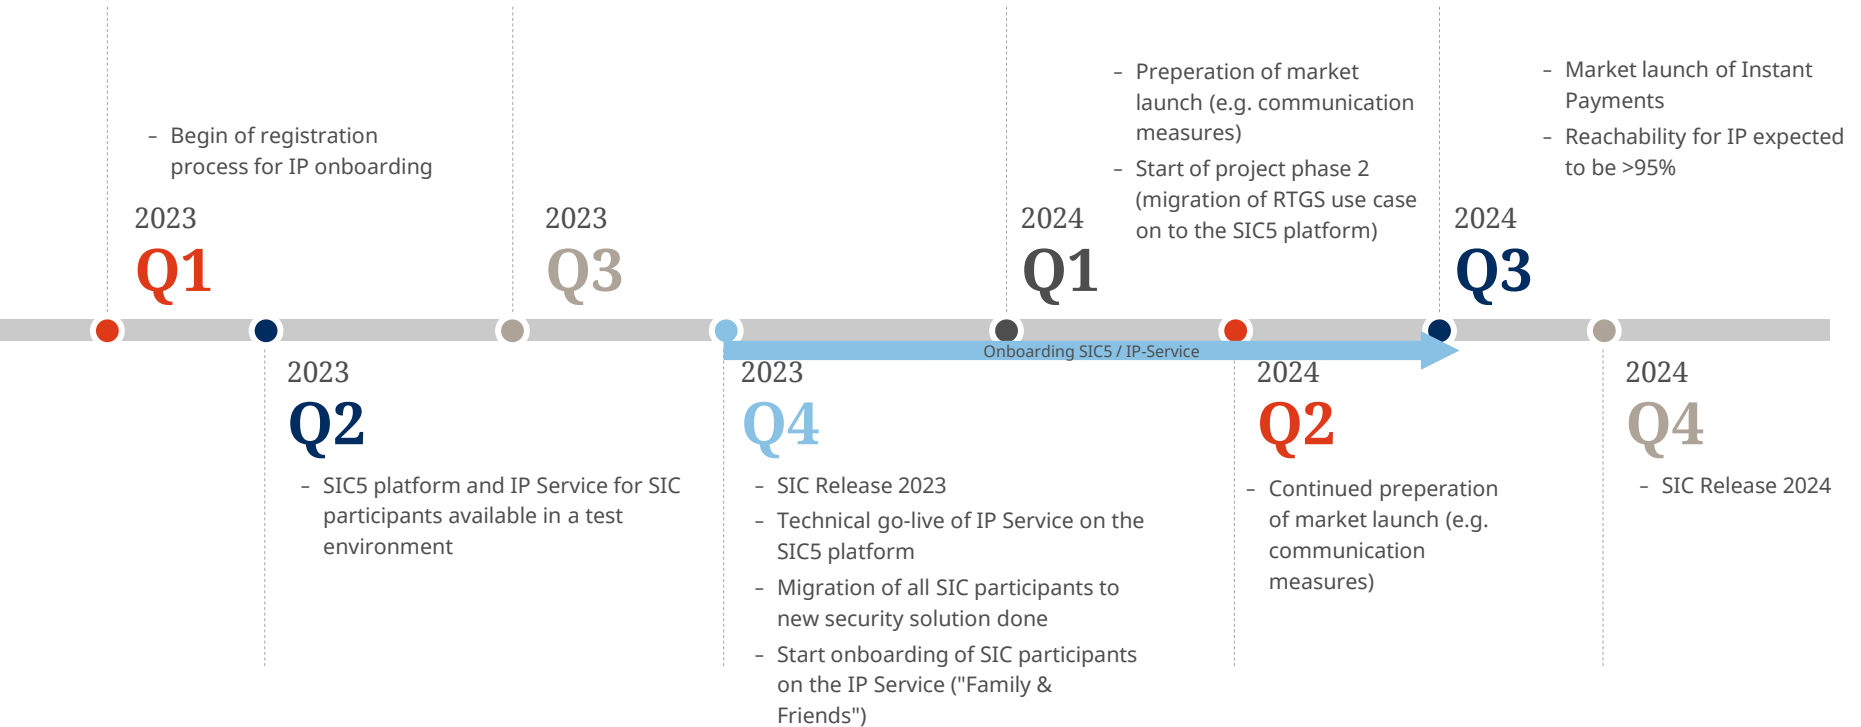 – Begin of registration
process for IP onboarding
2023
Q1
2023
Q3
– Preperation of market
launch (e.g. communication
measures)
– Start of project phase 2
(migration of RTGS use case
on to the SIC5 platform)
2024
Q1
– Market launch of Instant
Payments
– Reachability for IP expected
to be >95%
2024
Q3
Onboarding SIC5 / IP-Service
2023
Q2
– SIC5 platform and IP Service for SIC
participants available in a test
environment
2023
Q4
– SIC Release 2023
– Technical go-live of IP Service on the
SIC5 platform
– Migration of all SIC participants to
new security solution done
– Start onboarding of SIC participants
on the IP Service ("Family &
Friends")
2024
Q2
– Continued preperation
of market launch (e.g.
communication
measures)
2024
Q4
– SIC Release 2024